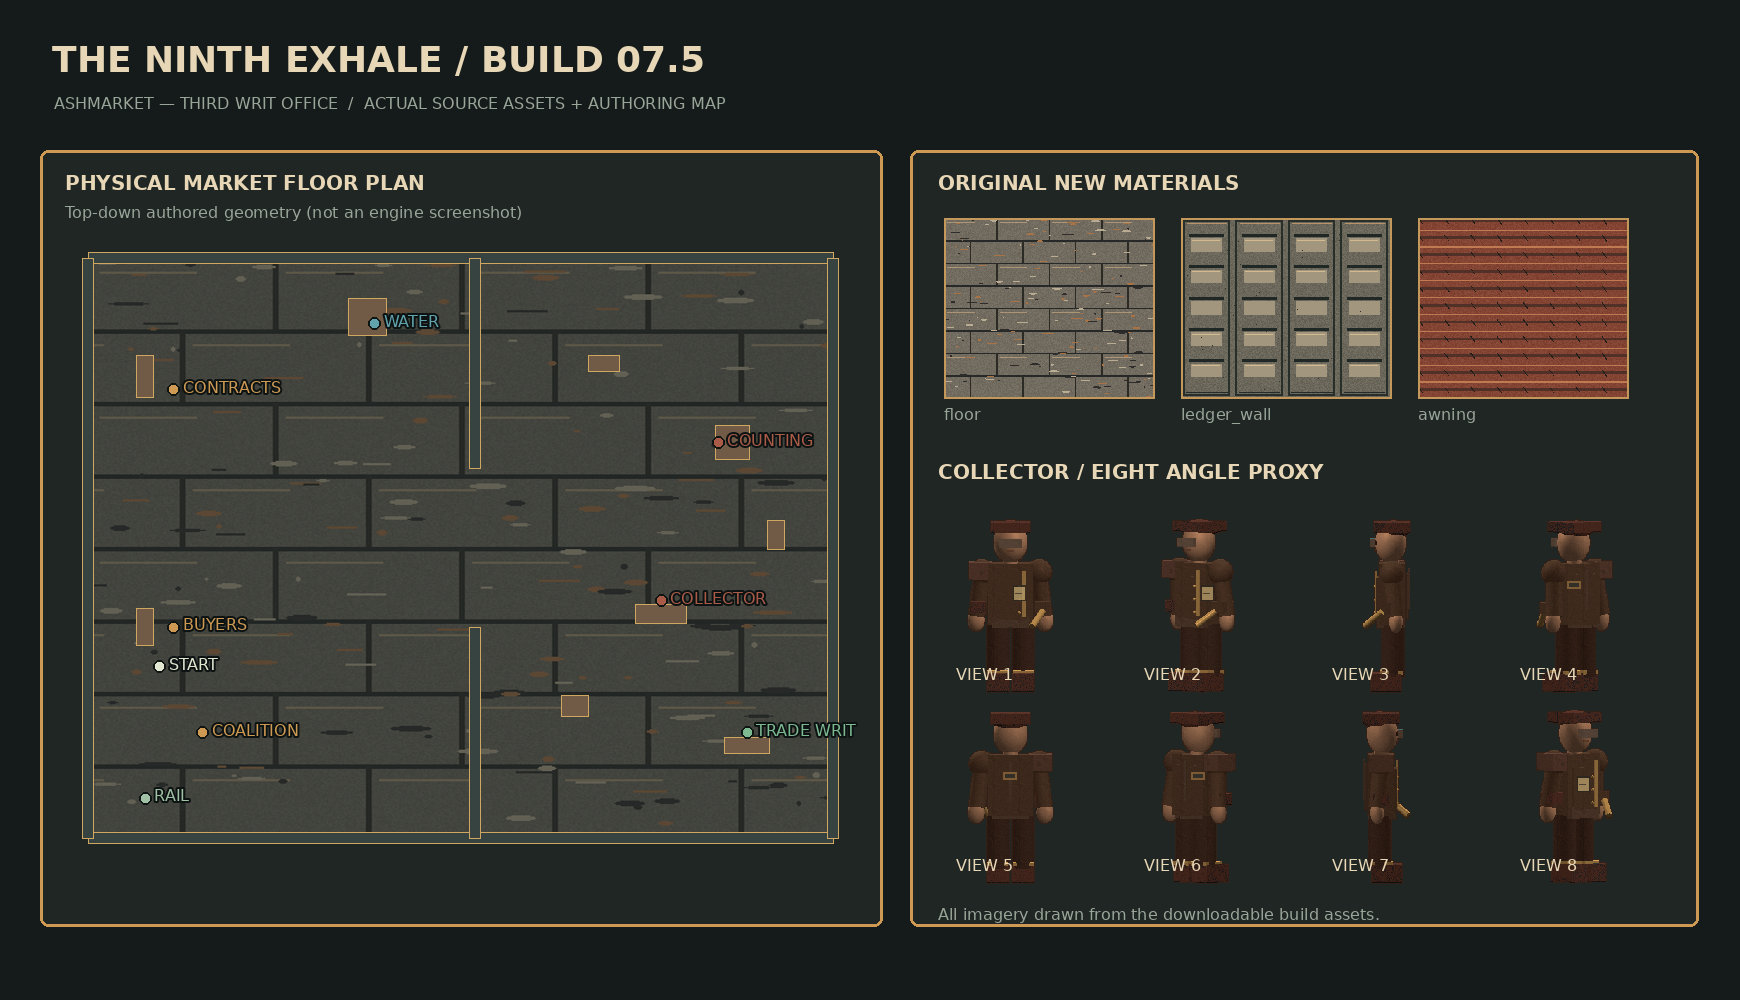 THE NINTH EXHALE / BUILD 07.5
ASHMARKET — THIRD WRIT OFFICE / ACTUAL SOURCE ASSETS + AUTHORING MAP
PHYSICAL MARKET FLOOR PLAN
Top-down authored geometry (not an engine screenshot)
WATER
CONTRACTS
COUNTING
COLLECTOR
BUYERS
START
COALITION
TRADE WRIT
RAIL
ORIGINAL NEW MATERIALS
floor
ledger_wall
awning
COLLECTOR / EIGHT ANGLE PROXY
VIEW 1
VIEW 2
VIEW 3
VIEW 4
VIEW 5
VIEW 6
VIEW 7
VIEW 8
All imagery drawn from the downloadable build assets.